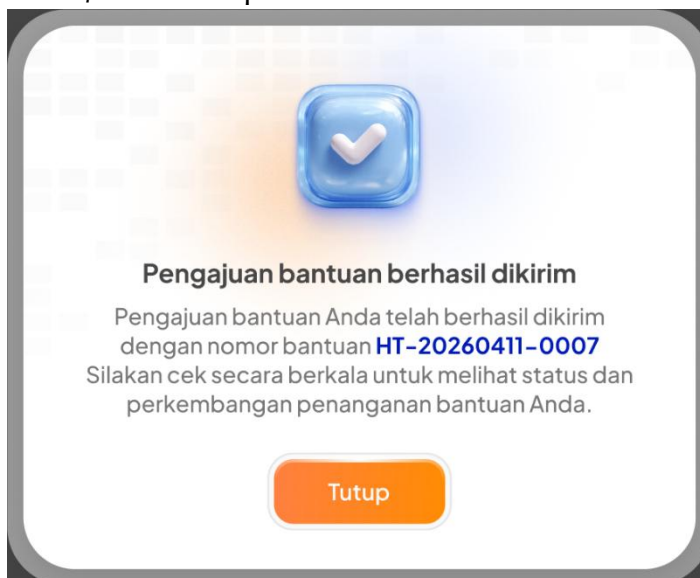 Pengajuan bantuan berhasil dikirim
Pengajuan bantuan Anda telah berhasil dikirim
dengan nomor bantuan HT-20260411-0007
Silakan cek secara berkala untuk melihat status dan
perkembangan penanganan bantuan Anda.
Tutup